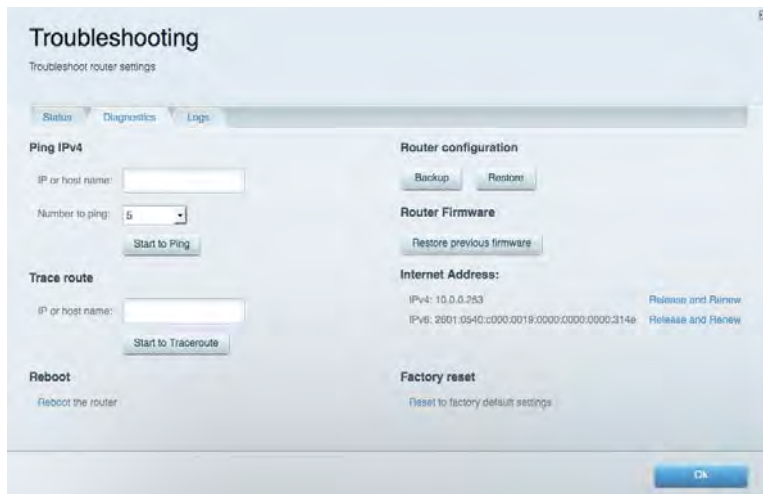 Troubleshooting
Troubleshoot router settings
Status
Diagnostics
Logs
Ping IPv4
IP or host name:
Number to ping:
5
Start to Ping
Trace route
IP or host name:
Start to Traceroute
Reboot
Reboot the router
Router configuration
Backup
Restore
Router Firmware
Restore previous firmware
Internet Address:
IPv4: 10.0.0.253
Release and Renew
IPv6: 2601:0540:c000:0019:0000:0000:0000:314e
Release and Renew
Factory reset
Reset to factory default settings
Ok